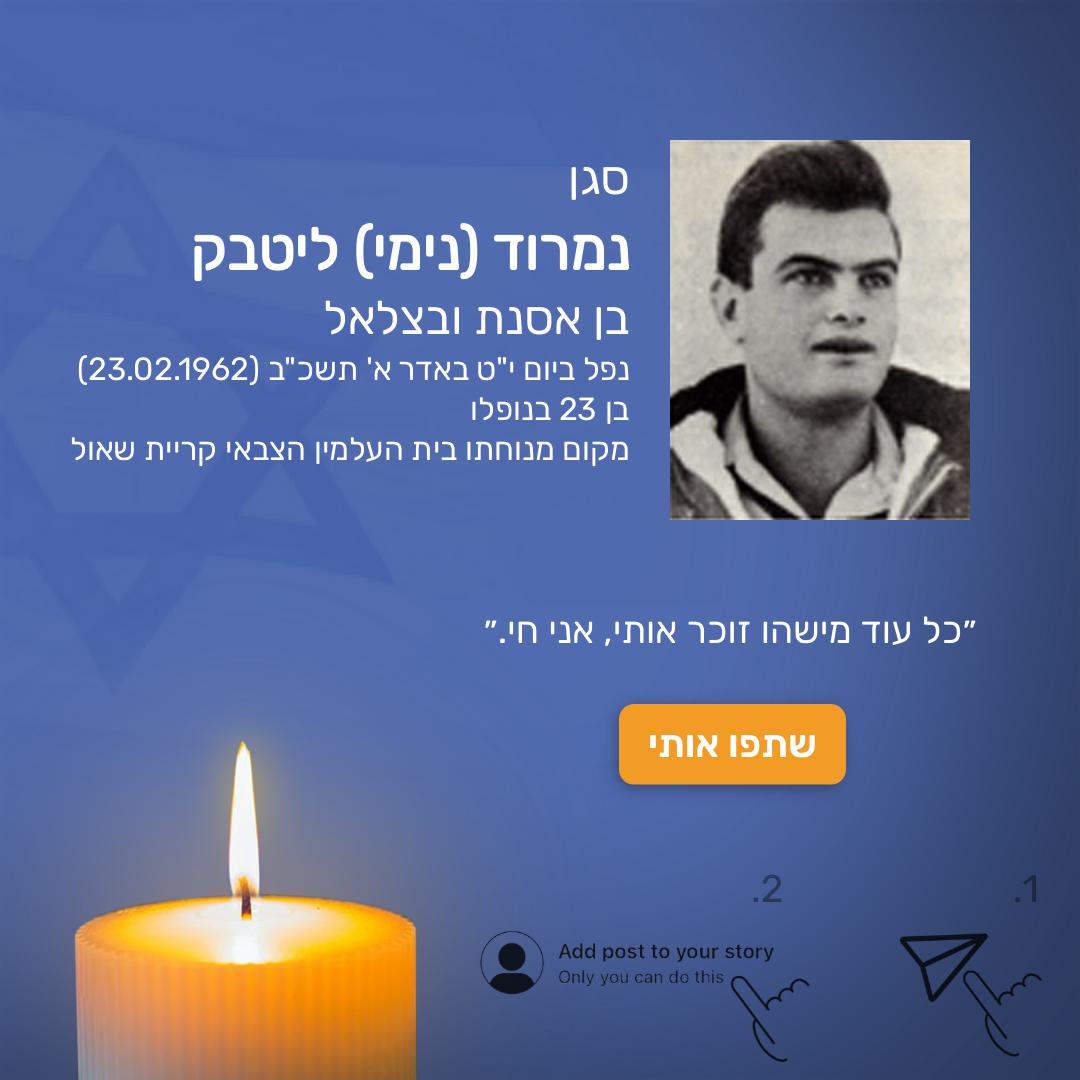 סגן
נמרוד (נימי) ליטבק
בן אסנת ובצלאל
נפל ביום י"ט באדר א' תשכ"ב (23.02.1962)
בן 23 בנופלו
מקום מנוחתו בית העלמין הצבאי קריית שאול
״כל עוד מישהו זוכר אותי, אני חי.״
שתפו אותי
1.
2.
Add post to your story
Only you can do this